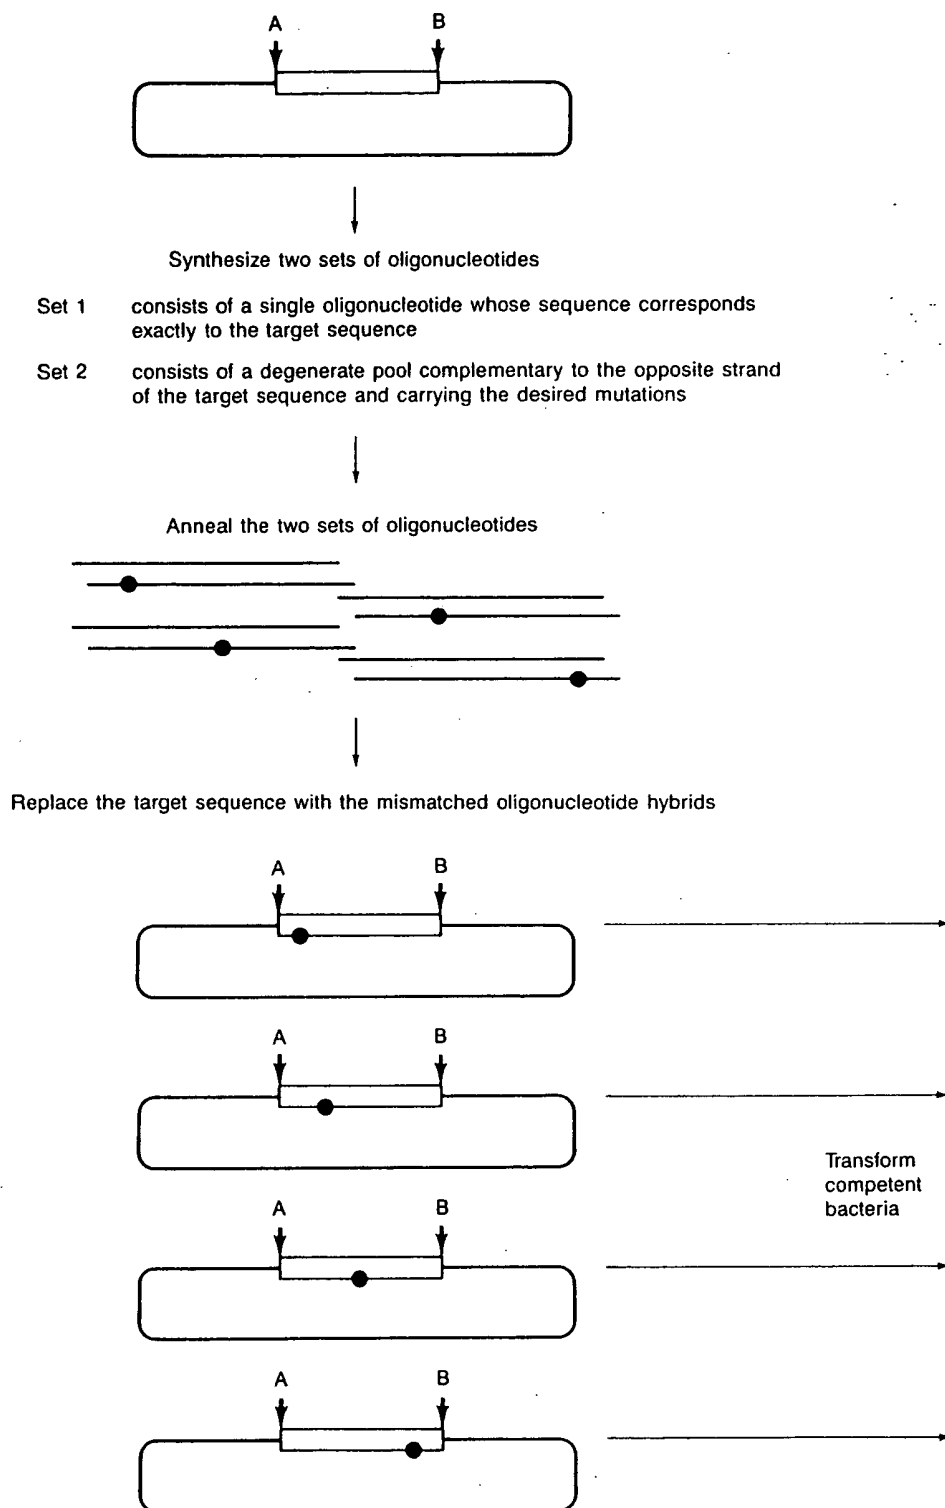 A B
Synthesize two sets of oligonucleotides
Set 1 consists of a single oligonucleotide whose sequence corresponds
exactly to the target sequence
Set 2 consists of a degenerate pool complementary to the opposite strand
of the target sequence and carrying the desired mutations
Anneal the two sets of oligonucleotides
Replace the target sequence with the mismatched oligonucleotide hybrids
A B
A B
Transform
competent
bacteria
A B
A B